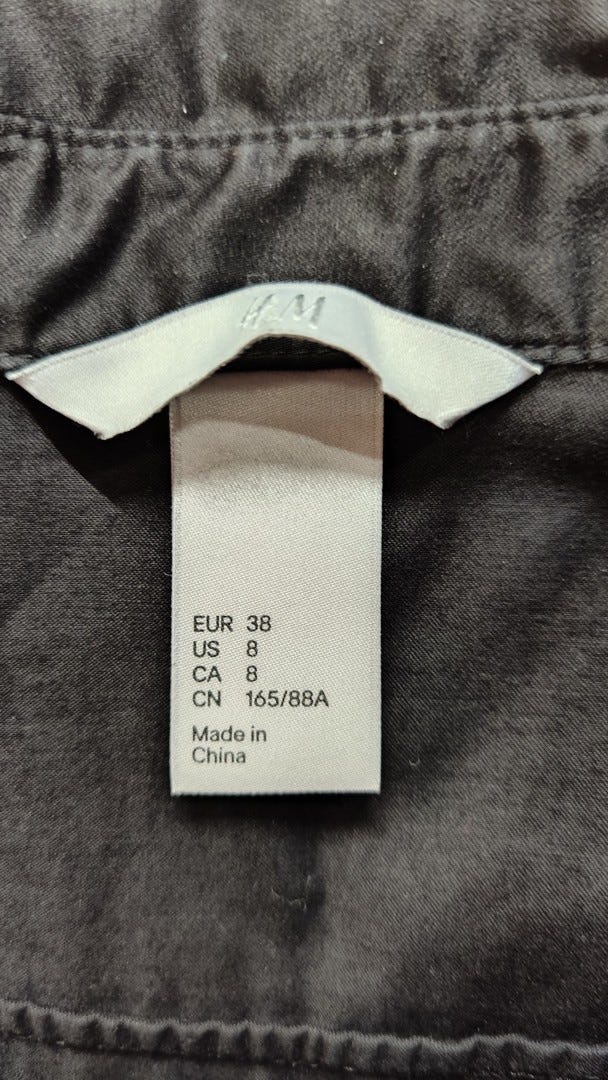 H&M
EUR 38
US 8
CA 8
CN 165/88A
Made in
China